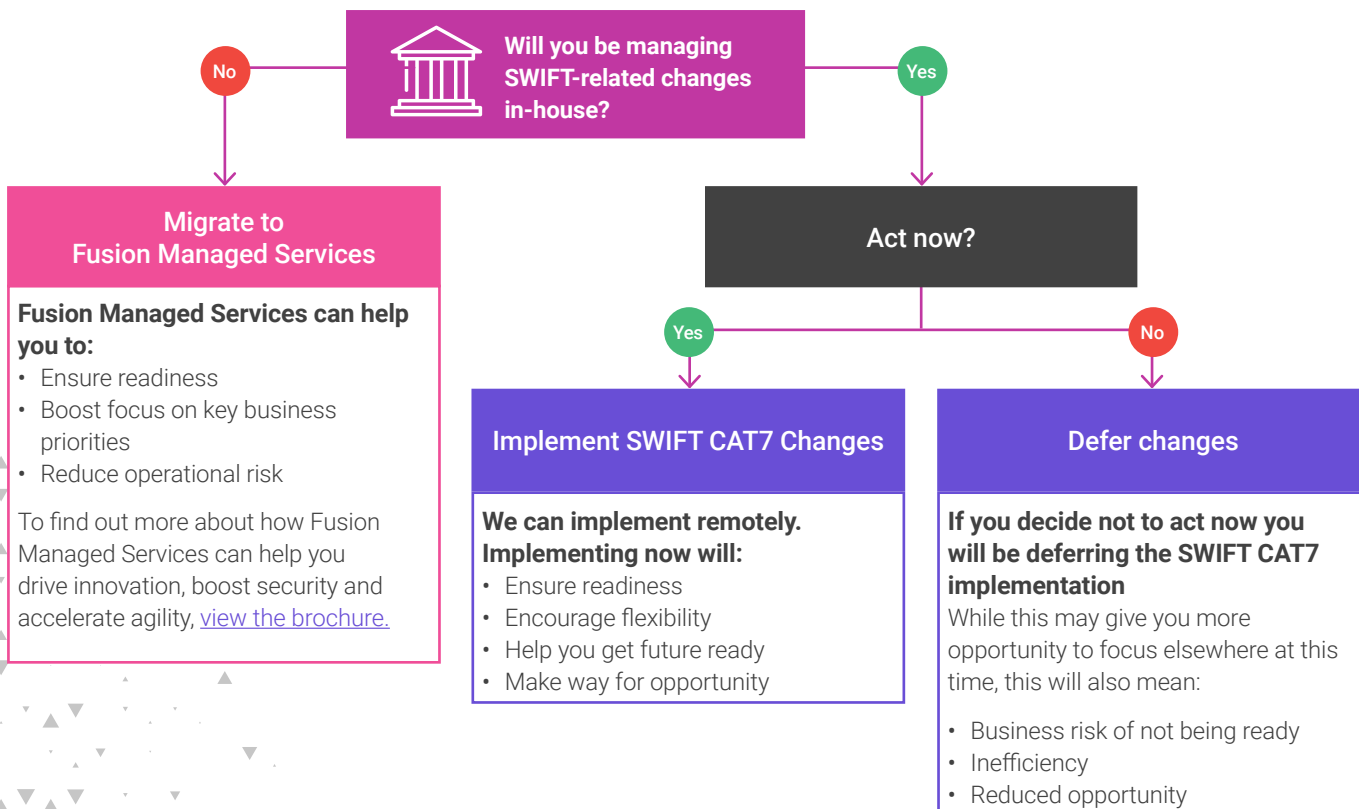 Will you be managing
SWIFT-related changes
in-house?
No
Yes
Migrate to
Fusion Managed Services
Fusion Managed Services can help
you to:
• Ensure readiness
• Boost focus on key business
priorities
• Reduce operational risk
To find out more about how Fusion
Managed Services can help you
drive innovation, boost security and
accelerate agility, view the brochure.
Act now?
Yes
No
Implement SWIFT CAT7 Changes
We can implement remotely.
Implementing now will:
• Ensure readiness
• Encourage flexibility
• Help you get future ready
• Make way for opportunity
Defer changes
If you decide not to act now you
will be deferring the SWIFT CAT7
implementation
While this may give you more
opportunity to focus elsewhere at this
time, this will also mean:
• Business risk of not being ready
• Inefficiency
• Reduced opportunity